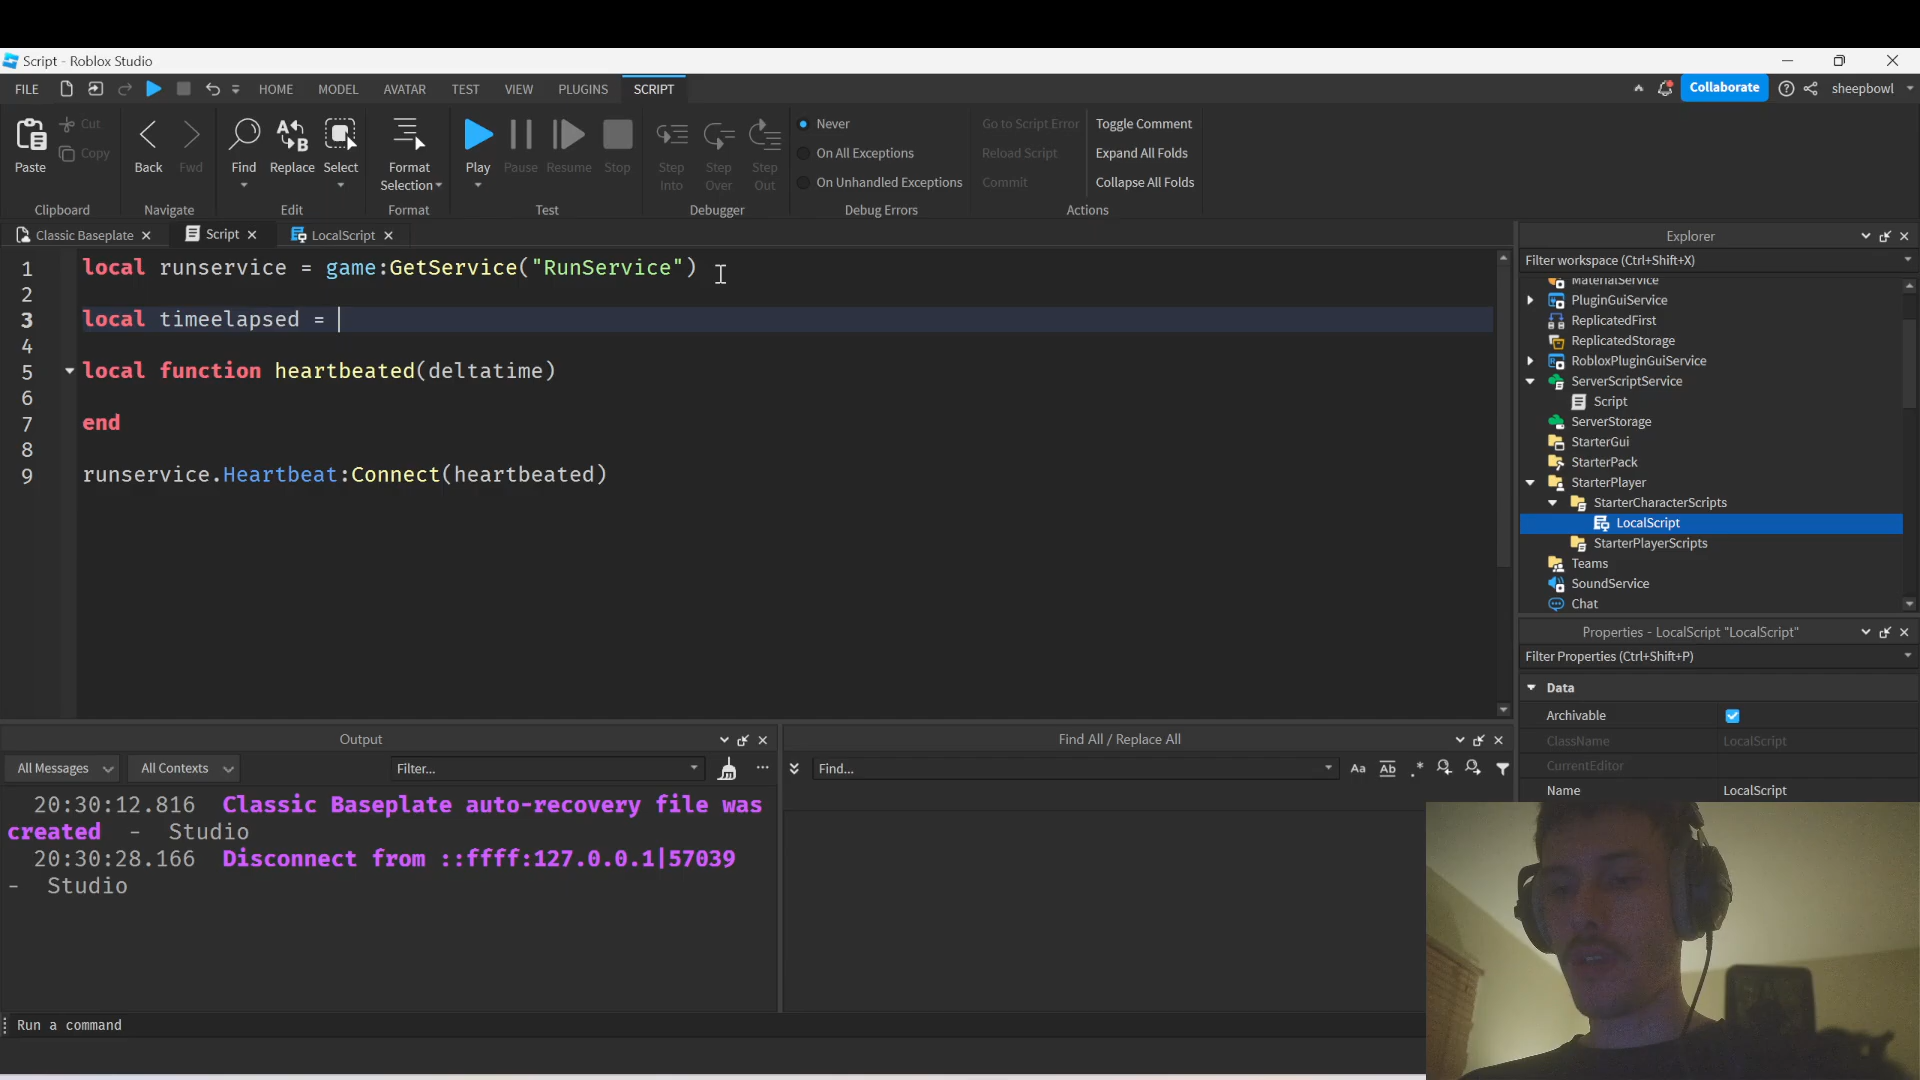 Script - Roblox Studio
FILE HOME MODEL AVATAR TEST VIEW PLUGINS SCRIPT Collaborate sheepbowl
Paste Cut Copy Back Fwd Find Replace Select Format Selection Play Pause Resume Stop Step Into Step Over Step Out
Never
On All Exceptions
On Unhandled Exceptions
Go to Script Error
Reload Script
Commit
Toggle Comment
Expand All Folds
Collapse All Folds
Clipboard Navigate Edit Format Test Debugger Debug Errors Actions
Classic Baseplate Script LocalScript
1 local runservice = game:GetService("RunService")
2
3 local timeelapsed =
4
5 local function heartbeated(deltatime)
6
7 end
8
9 runservice.Heartbeat:Connect(heartbeated)
Explorer
Filter workspace (Ctrl+Shift+X)
MaterialService
PluginGuiService
ReplicatedFirst
ReplicatedStorage
RobloxPluginGuiService
ServerScriptService
Script
ServerStorage
StarterGui
StarterPack
StarterPlayer
StarterCharacterScripts
LocalScript
StarterPlayerScripts
Teams
SoundService
Chat
Properties - LocalScript "LocalScript"
Filter Properties (Ctrl+Shift+P)
Data
Archivable
ClassName LocalScript
CurrentEditor
Name LocalScript
Output
All Messages All Contexts Filter...
20:30:12.816 Classic Baseplate auto-recovery file was
created - Studio
20:30:28.166 Disconnect from ::ffff:127.0.0.1|57039
- Studio
Find All / Replace All
Find... Aa Ab .*
Run a command